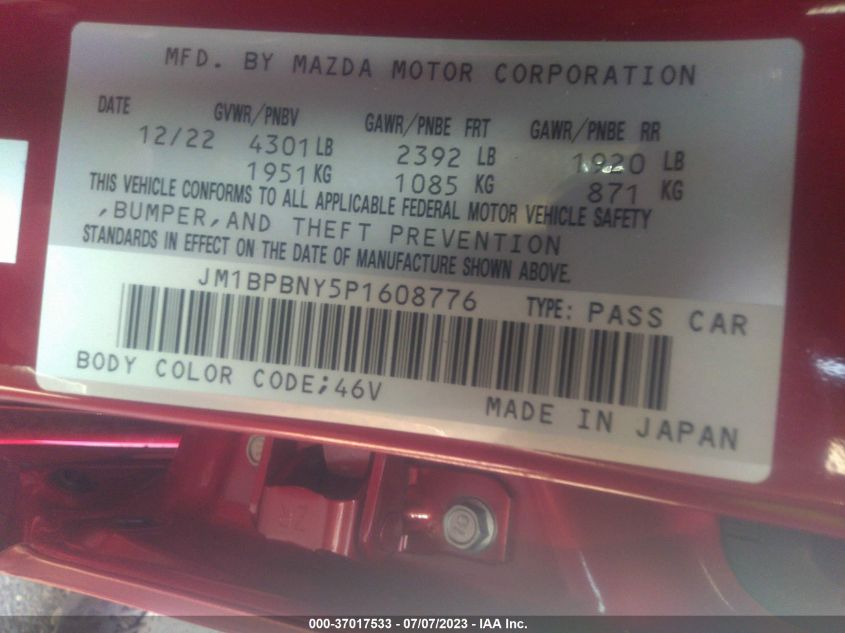 MFD. BY MAZDA MOTOR CORPORATION
DATE GVWR/PNBV GAWR/PNBE FRT GAWR/PNBE RR
12/22 4301 LB 2392 LB 1920 LB
1951 KG 1085 KG 871 KG
THIS VEHICLE CONFORMS TO ALL APPLICABLE FEDERAL MOTOR VEHICLE SAFETY
,BUMPER,AND THEFT PREVENTION
STANDARDS IN EFFECT ON THE DATE OF MANUFACTURE SHOWN ABOVE.
JM1BPBNY5P1608776 TYPE: PASS CAR
BODY COLOR CODE;46V
MADE IN JAPAN
000-37017533 - 07/07/2023 - IAA Inc.